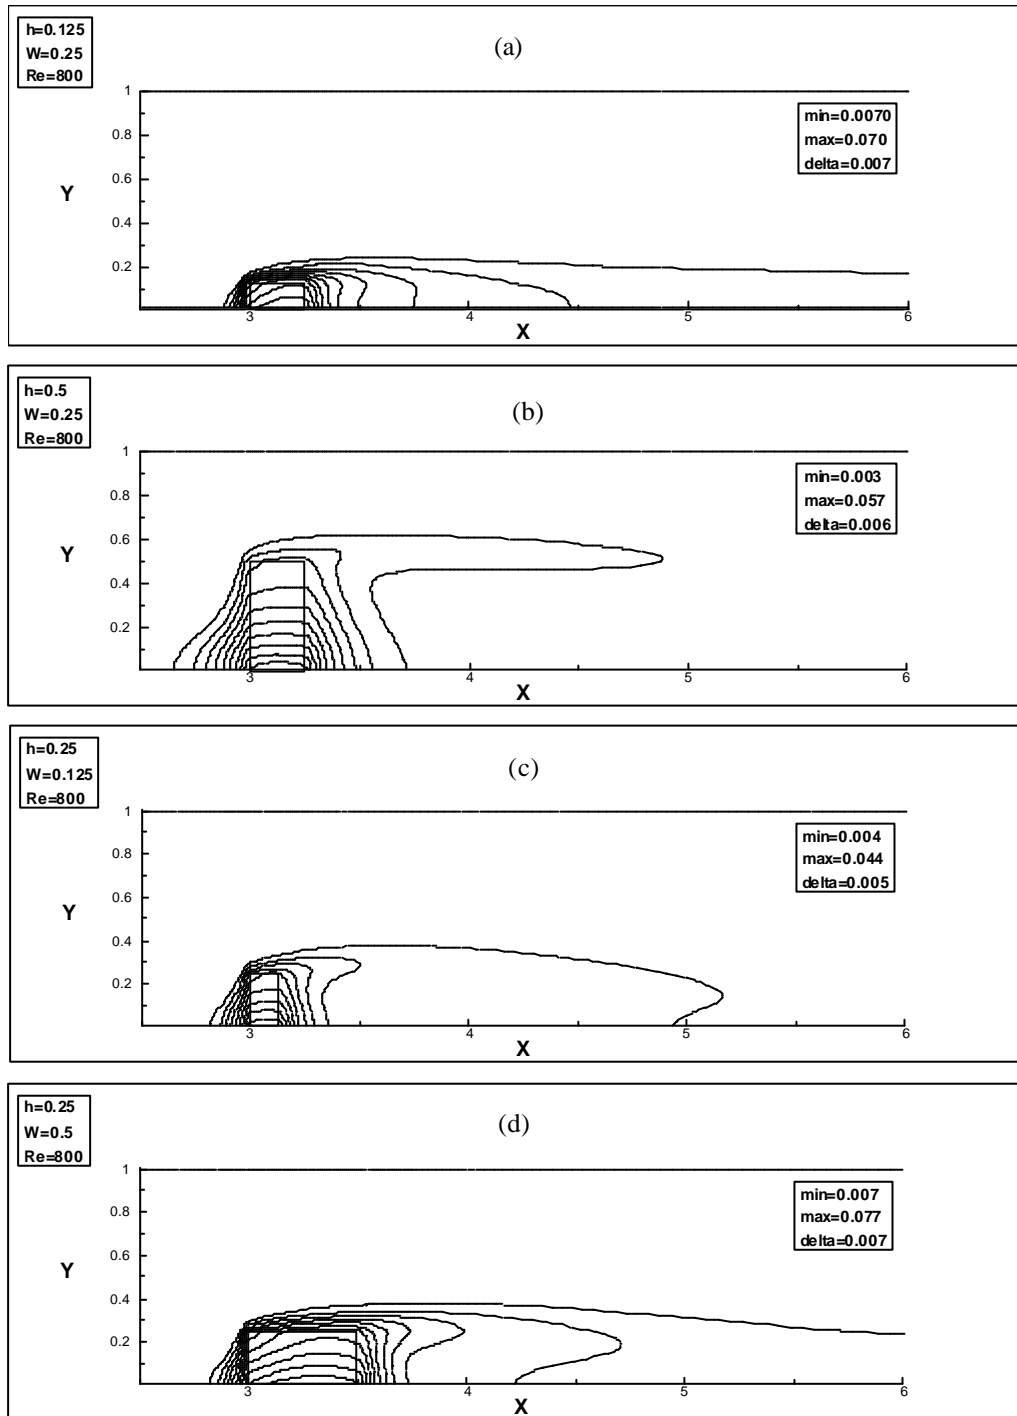 h=0.125
W=0.25
Re=800
(a)
min=0.0070
max=0.070
delta=0.007
1
0.8
0.6
0.4
0.2
Y
3
4
5
6
X
h=0.5
W=0.25
Re=800
(b)
min=0.003
max=0.057
delta=0.006
1
0.8
0.6
0.4
0.2
Y
3
4
5
6
X
h=0.25
W=0.125
Re=800
(c)
min=0.004
max=0.044
delta=0.005
1
0.8
0.6
0.4
0.2
Y
3
4
5
6
X
h=0.25
W=0.5
Re=800
(d)
min=0.007
max=0.077
delta=0.007
1
0.8
0.6
0.4
0.2
Y
3
4
5
6
X